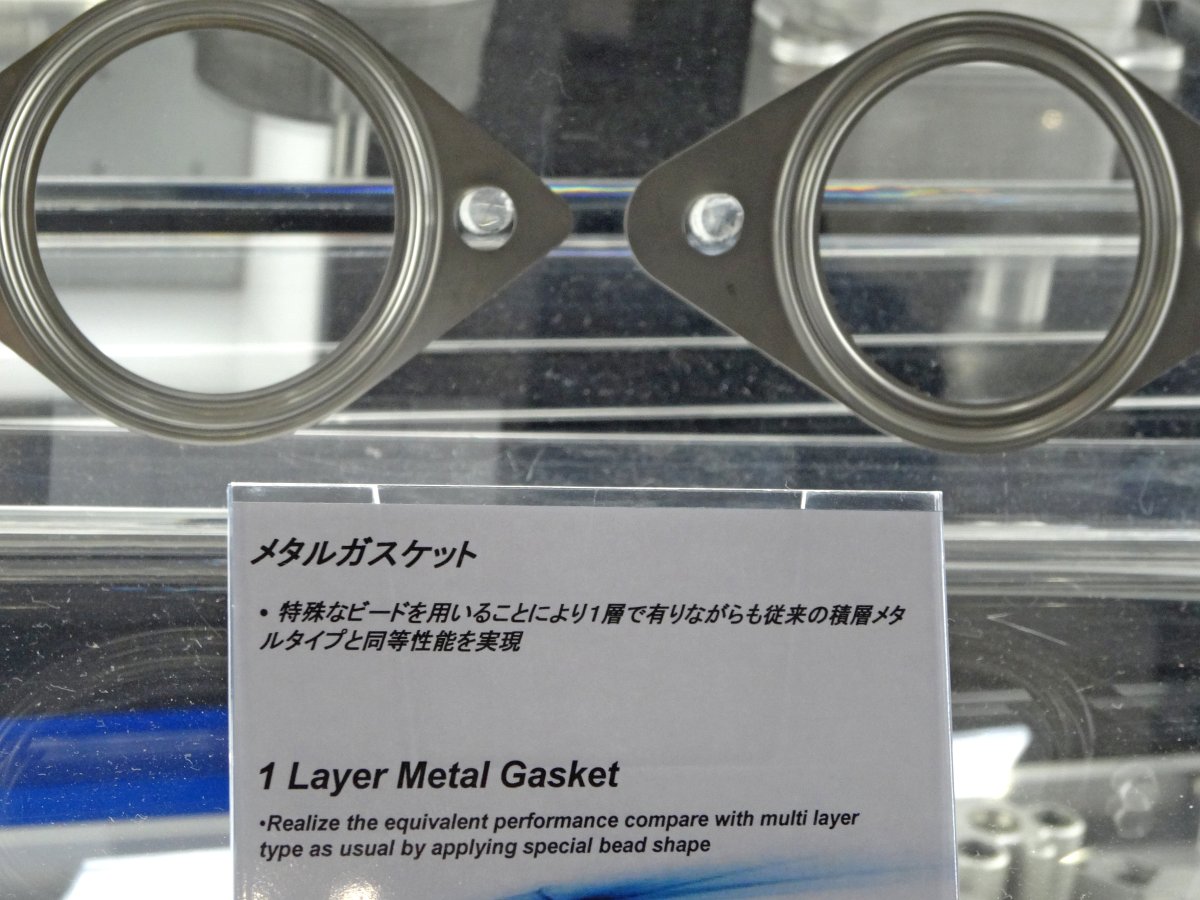 メタルガスケット
• 特殊なビードを用いることにより1層で有りながらも従来の積層メタ
ルタイプと同等性能を実現
1 Layer Metal Gasket
•Realize the equivalent performance compare with multi layer
type as usual by applying special bead shape